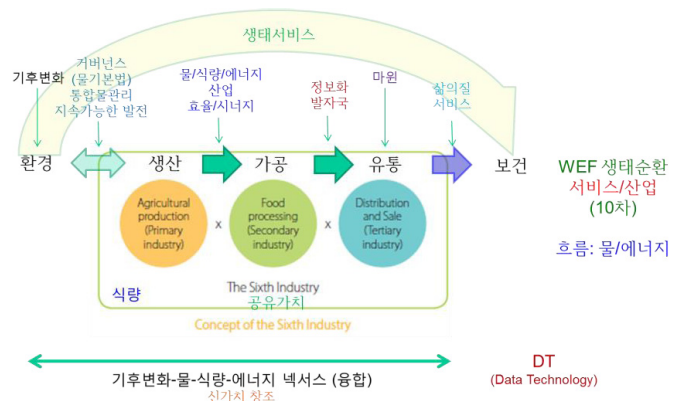 생태서비스
기후변화
거버넌스
(물기본법)
통합물관리
지속가능한 발전
물/식량/에너지
산업
효율/시너지
정보화
발자국
마윈
삶의질
서비스
환경
생산
가공
유통
보건
Agricultural
production
(Primary
industry)
x
Food
processing
(Secondary
industry)
x
Distribution
and Sale
(Tertiary
industry)
WEF 생태순환
서비스/산업
(10차)
흐름: 물/에너지
식량
The Sixth Industry
공유가치
Concept of the Sixth Industry
기후변화-물-식량-에너지 넥서스 (융합)
신가치 창조
DT
(Data Technology)